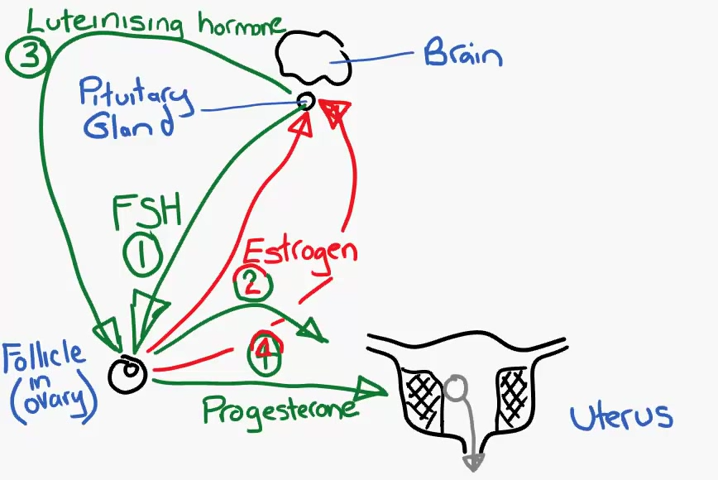 Luteinising hormone
3
Brain
Pituitary
Gland
FSH
1
Estrogen
2
4
Follicle
in
(ovary)
Progesterone
Uterus